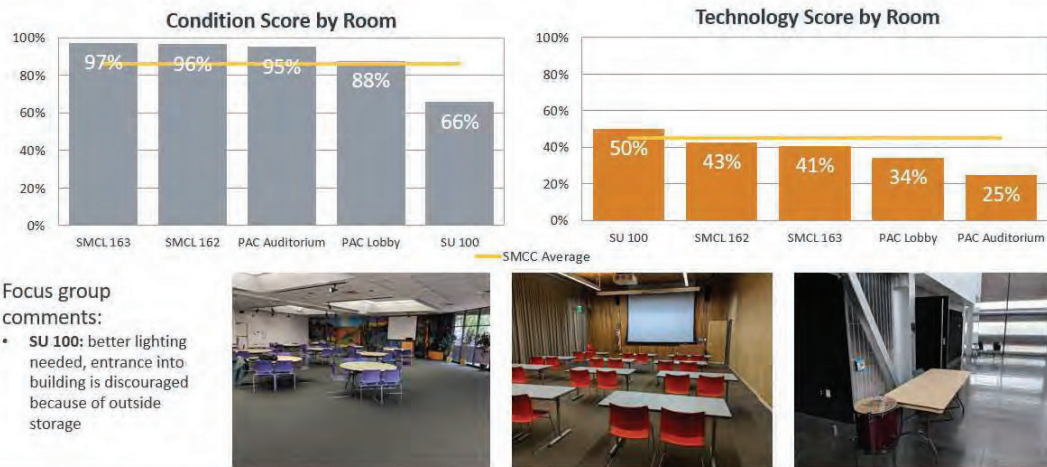 Condition Score by Room
100%
80%
60%
40%
20%
0%
97%
96%
95%
88%
66%
SMCL 163
SMCL 162
PAC Auditorium
PAC Lobby
SU 100
Technology Score by Room
100%
80%
60%
40%
20%
0%
50%
43%
41%
34%
25%
SU 100
SMCL 162
SMCL 163
PAC Lobby
PAC Auditorium
SMCC Average
Focus group
comments:
• SU 100: better lighting
needed, entrance into
building is discouraged
because of outside
storage